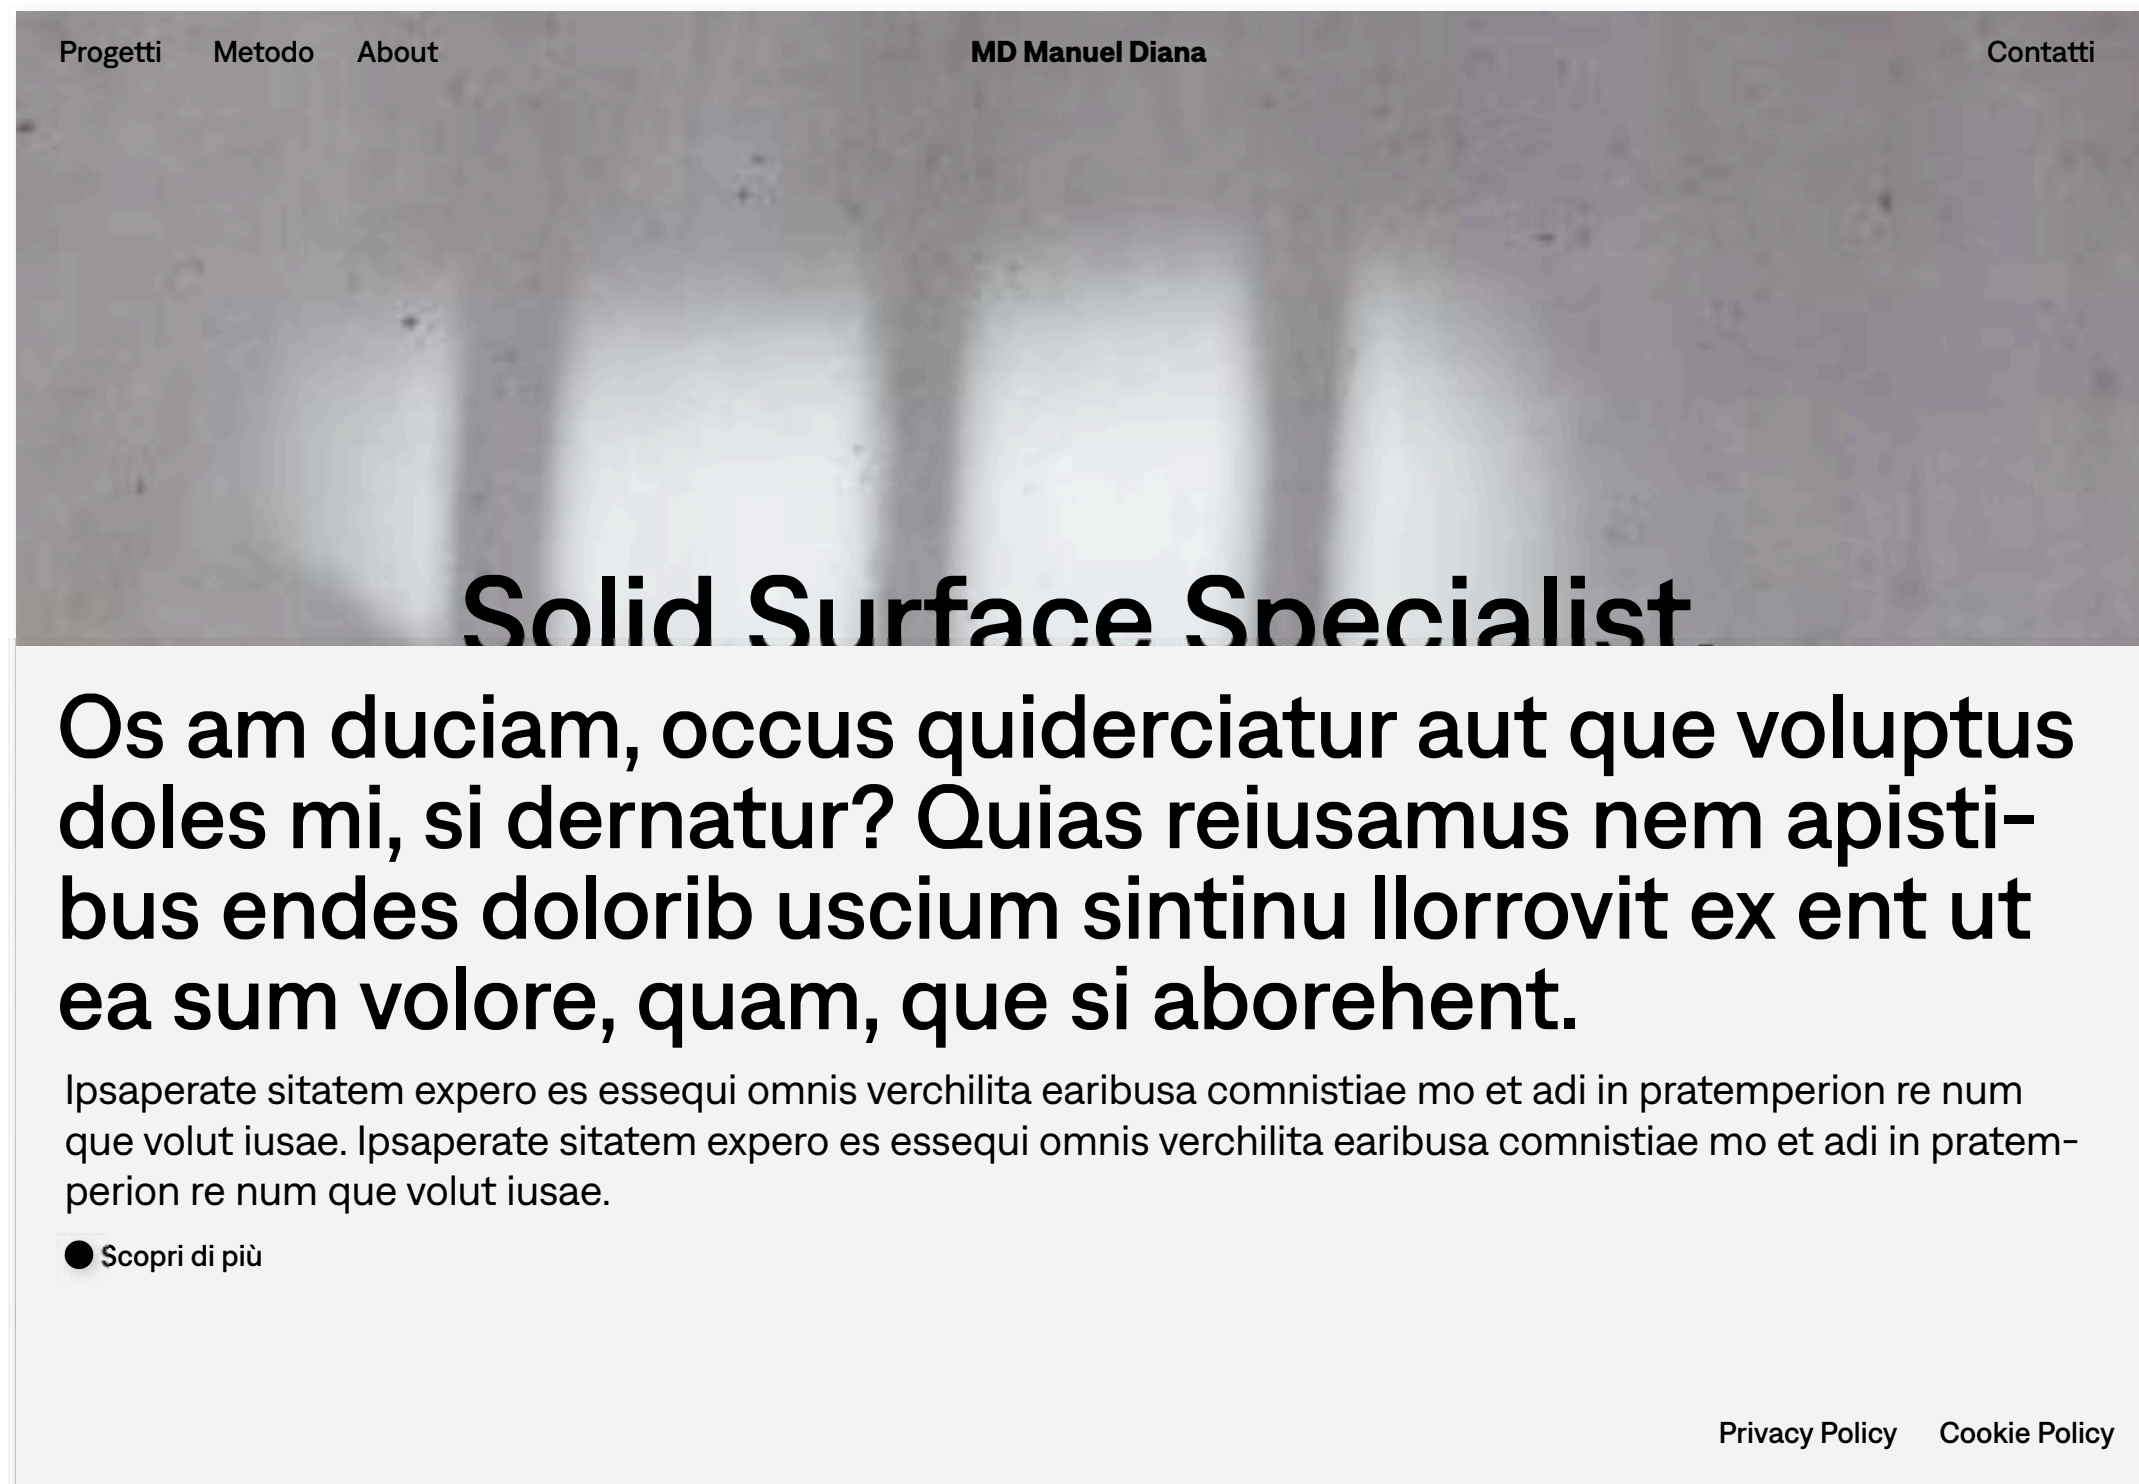 Progetti Metodo About MD Manuel Diana Contatti
Solid Surface Specialist.
Os am duciam, occus quiderciatur aut que voluptus
doles mi, si dernatur? Quias reiusamus nem apisti-
bus endes dolorib uscium sintinu llorrovit ex ent ut
ea sum volore, quam, que si aborehent.
Ipsaperate sitatem expero es essequi omnis verchilita earibusa comnistiae mo et adi in pratemperion re num
que volut iusae. Ipsaperate sitatem expero es essequi omnis verchilita earibusa comnistiae mo et adi in pratem-
perion re num que volut iusae.
Scopri di più
Privacy Policy Cookie Policy